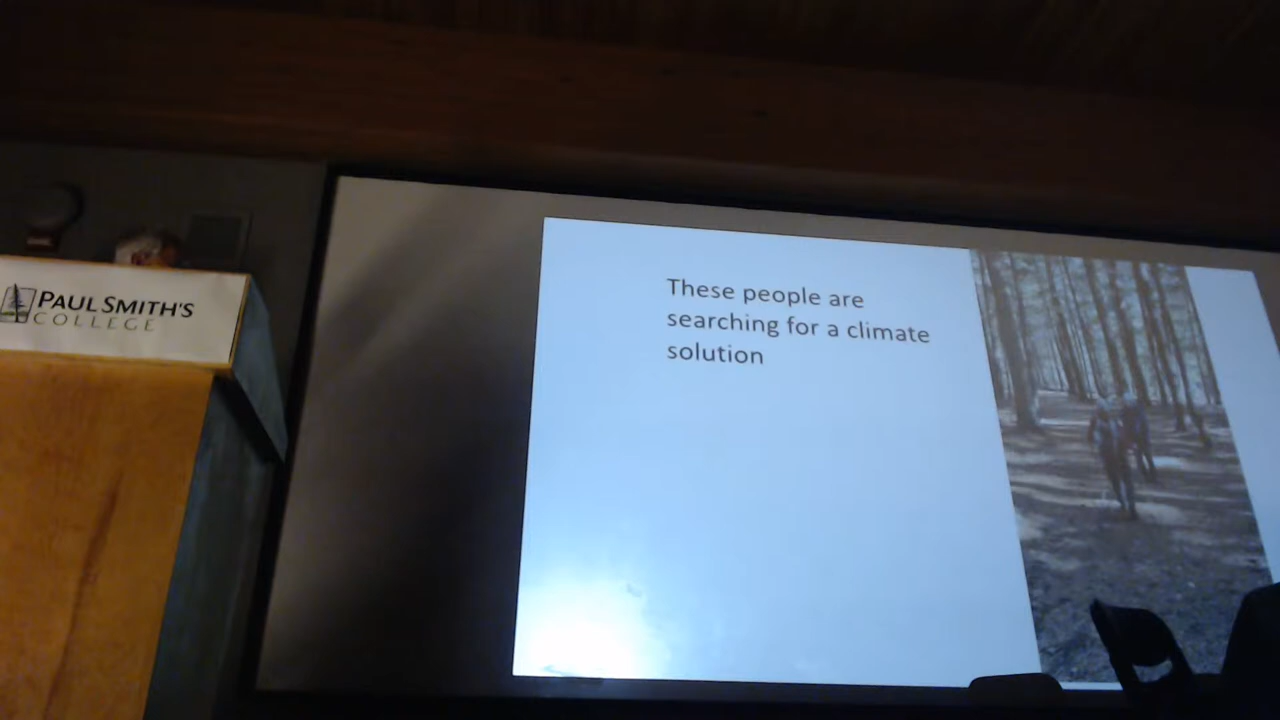 PAUL SMITH'S
COLLEGE
These people are
searching for a climate
solution